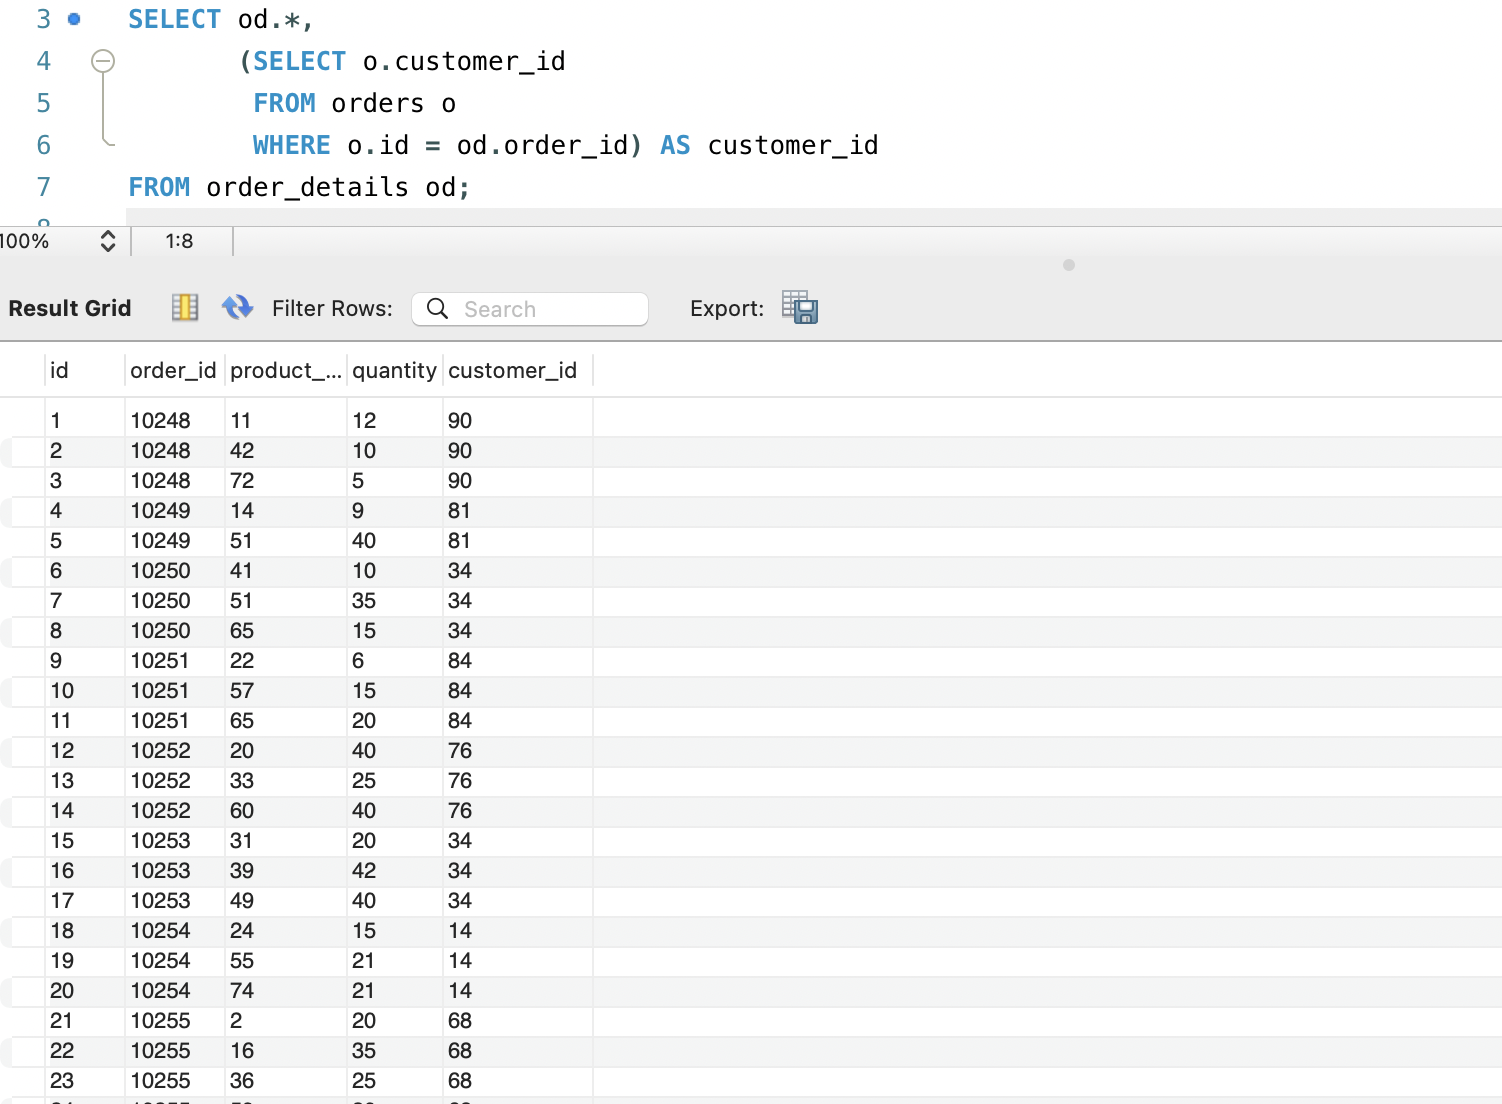 3 SELECT od.*,
4 (SELECT o.customer_id
5 FROM orders o
6 WHERE o.id = od.order_id) AS customer_id
7 FROM order_details od;
100% 1:8
Result Grid Filter Rows: Search Export:
id order_id product_... quantity customer_id
1 10248 11 12 90
2 10248 42 10 90
3 10248 72 5 90
4 10249 14 9 81
5 10249 51 40 81
6 10250 41 10 34
7 10250 51 35 34
8 10250 65 15 34
9 10251 22 6 84
10 10251 57 15 84
11 10251 65 20 84
12 10252 20 40 76
13 10252 33 25 76
14 10252 60 40 76
15 10253 31 20 34
16 10253 39 42 34
17 10253 49 40 34
18 10254 24 15 14
19 10254 55 21 14
20 10254 74 21 14
21 10255 2 20 68
22 10255 16 35 68
23 10255 36 25 68